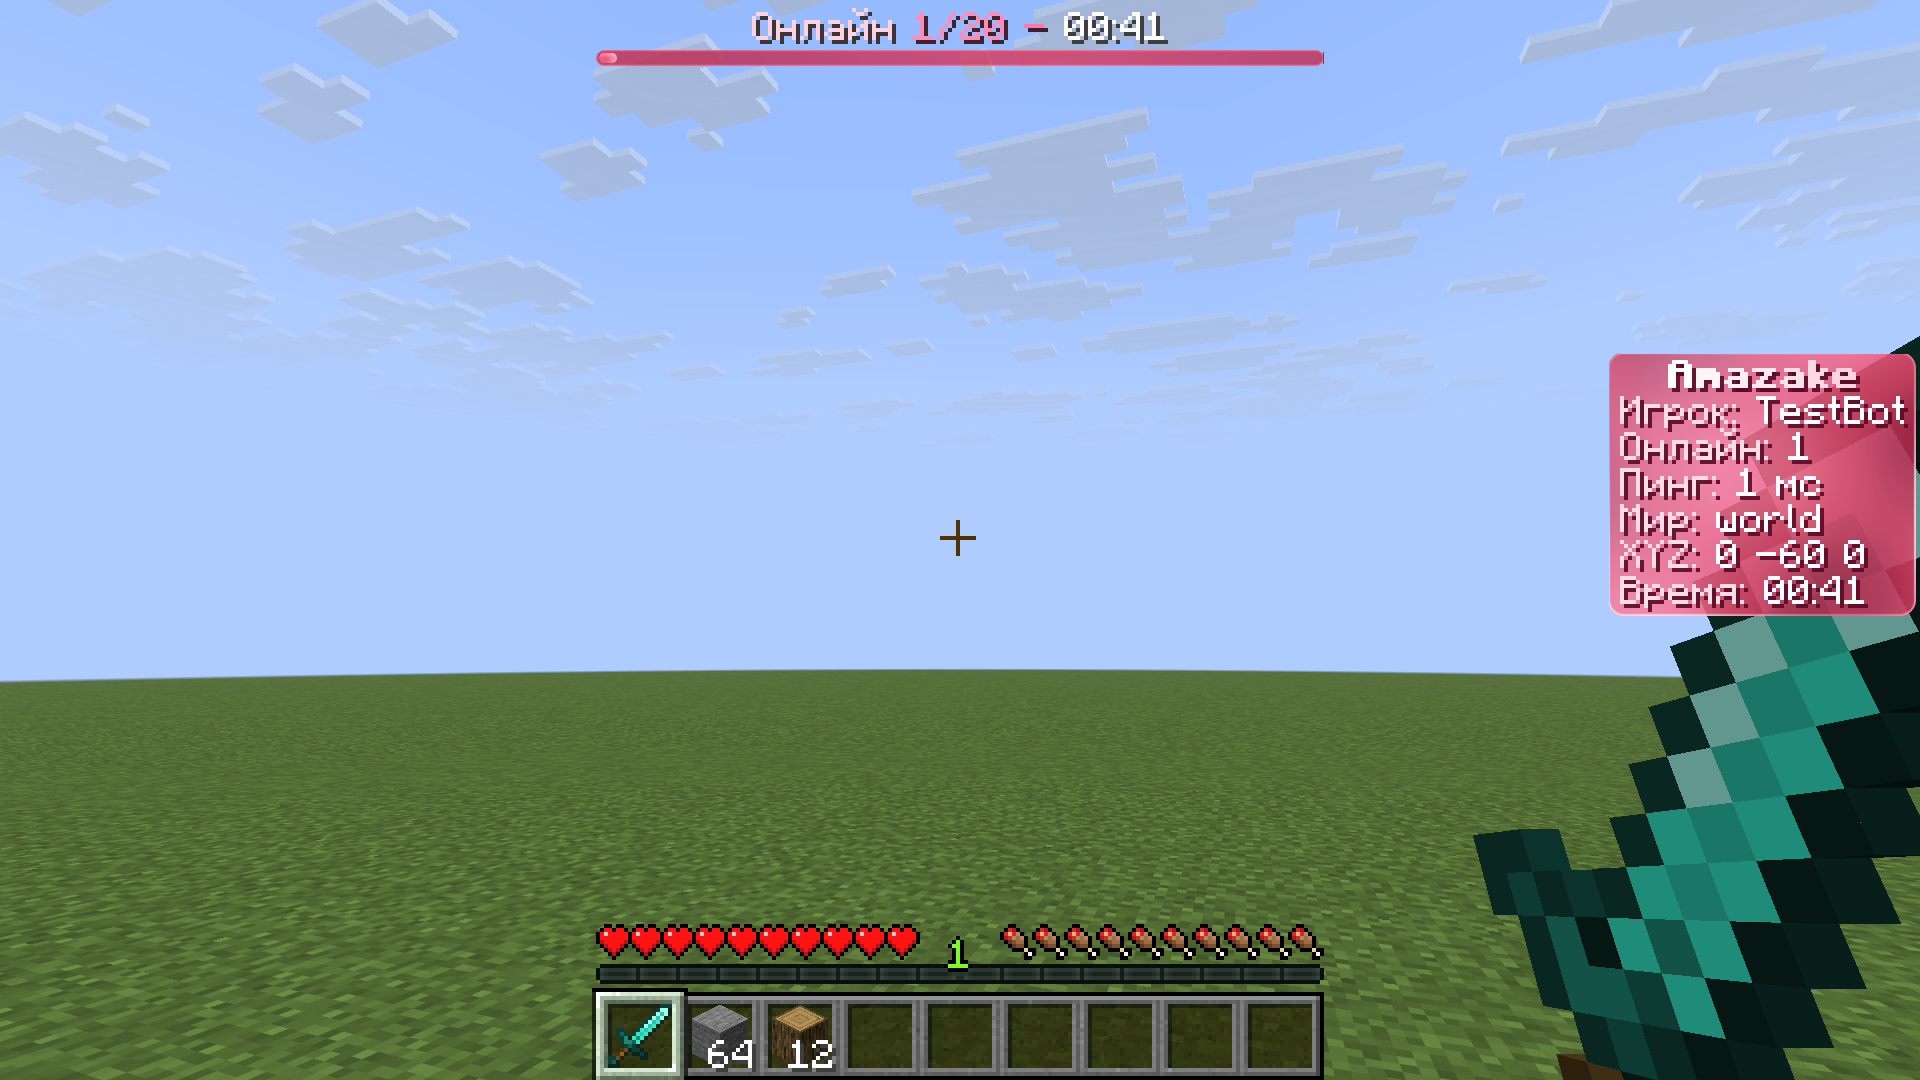 Онлайн 1/20 - 00:41
Amazake
Игрок: TestBot
Онлайн: 1
Пинг: 1 мс
Мир: world
XYZ: 0 -60 0
Время: 00:41
1
64 12